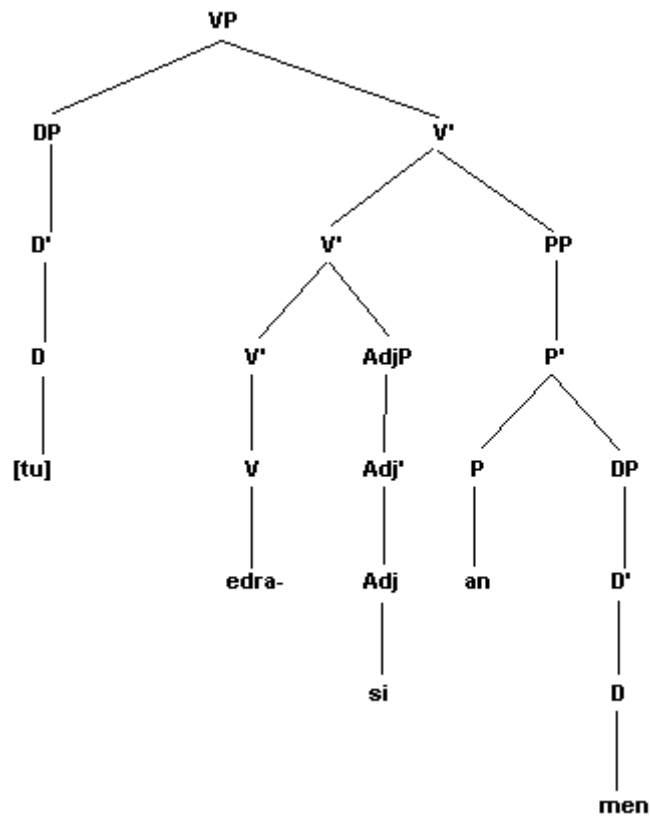 VP
DP V'
D' V' PP
D V' AdjP P'
[tu] V Adj' P DP
edra- Adj an D'
si D
men